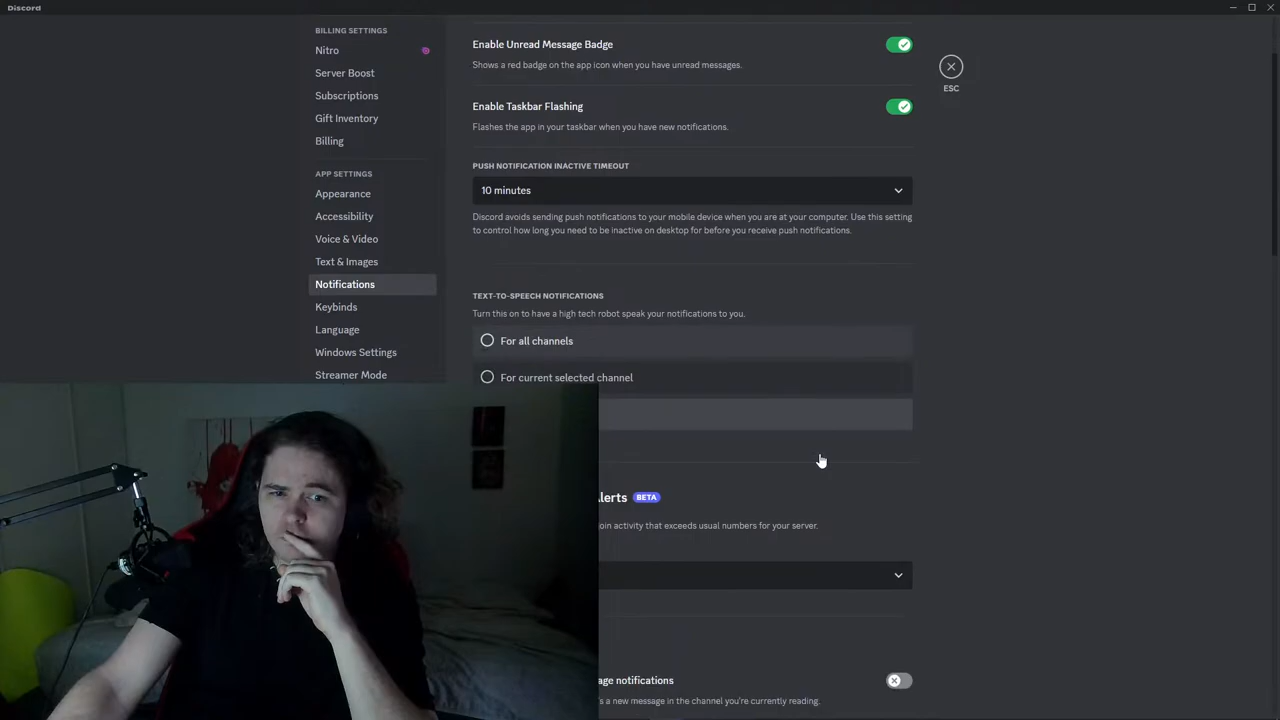 Discord
BILLING SETTINGS
Nitro
Server Boost
Subscriptions
Gift Inventory
Billing
APP SETTINGS
Appearance
Accessibility
Voice & Video
Text & Images
Notifications
Keybinds
Language
Windows Settings
Streamer Mode
Enable Unread Message Badge
Shows a red badge on the app icon when you have unread messages.
Enable Taskbar Flashing
Flashes the app in your taskbar when you have new notifications.
PUSH NOTIFICATION INACTIVE TIMEOUT
10 minutes
Discord avoids sending push notifications to your mobile device when you are at your computer. Use this setting
to control how long you need to be inactive on desktop for before you receive push notifications.
TEXT-TO-SPEECH NOTIFICATIONS
Turn this on to have a high tech robot speak your notifications to you.
For all channels
For current selected channel
Alerts BETA
join activity that exceeds usual numbers for your server.
age notifications
's a new message in the channel you're currently reading.
ESC